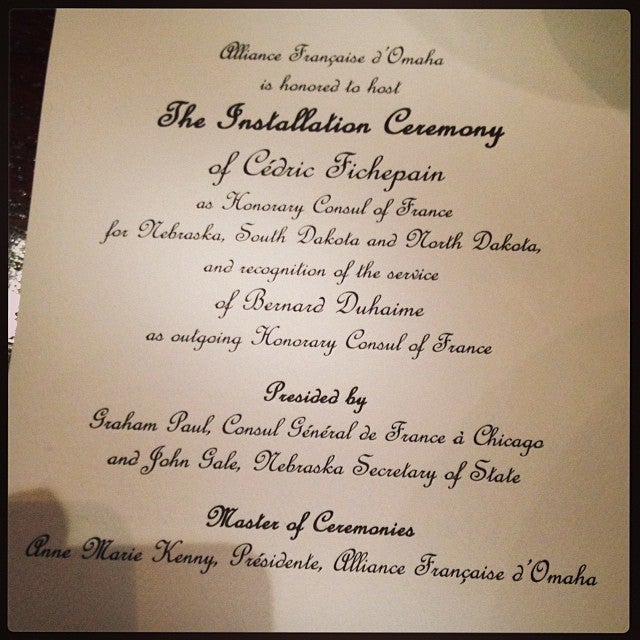 Alliance Française d'Omaha
is honored to host
The Installation Ceremony
of Cédric Fichepain
as Honorary Consul of France
for Nebraska, South Dakota and North Dakota,
and recognition of the service
of Bernard Duhaime
as outgoing Honorary Consul of France
Presided by
Graham Paul, Consul Général de France à Chicago
and John Gale, Nebraska Secretary of State
Master of Ceremonies
Anne Marie Kenny, Présidente, Alliance Française d'Omaha